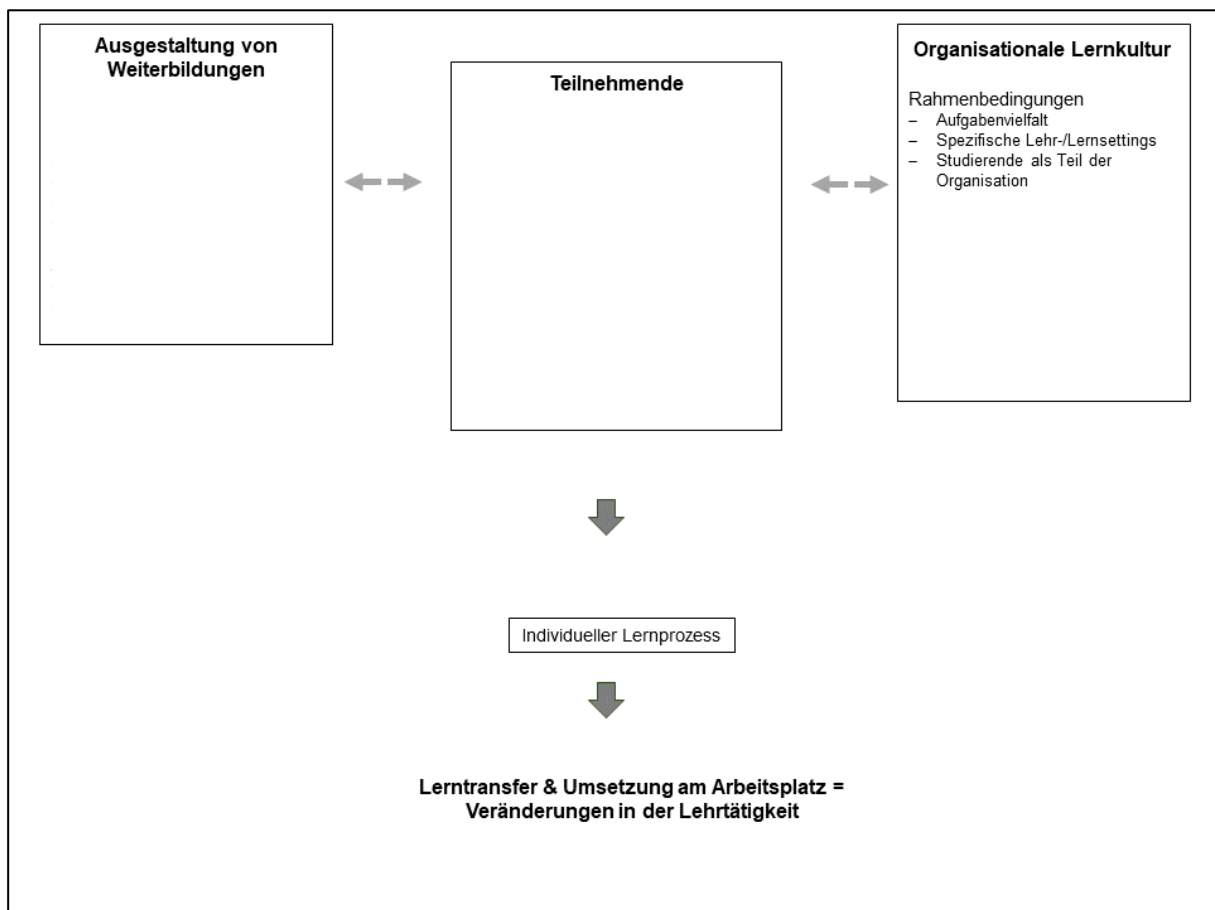 Ausgestaltung von
Weiterbildungen
Teilnehmende
Organisationale Lernkultur
Rahmenbedingungen
– Aufgabenvielfalt
– Spezifische Lehr-/Lernsettings
– Studierende als Teil der
Organisation
Individueller Lernprozess
Lerntransfer & Umsetzung am Arbeitsplatz =
Veränderungen in der Lehrtätigkeit